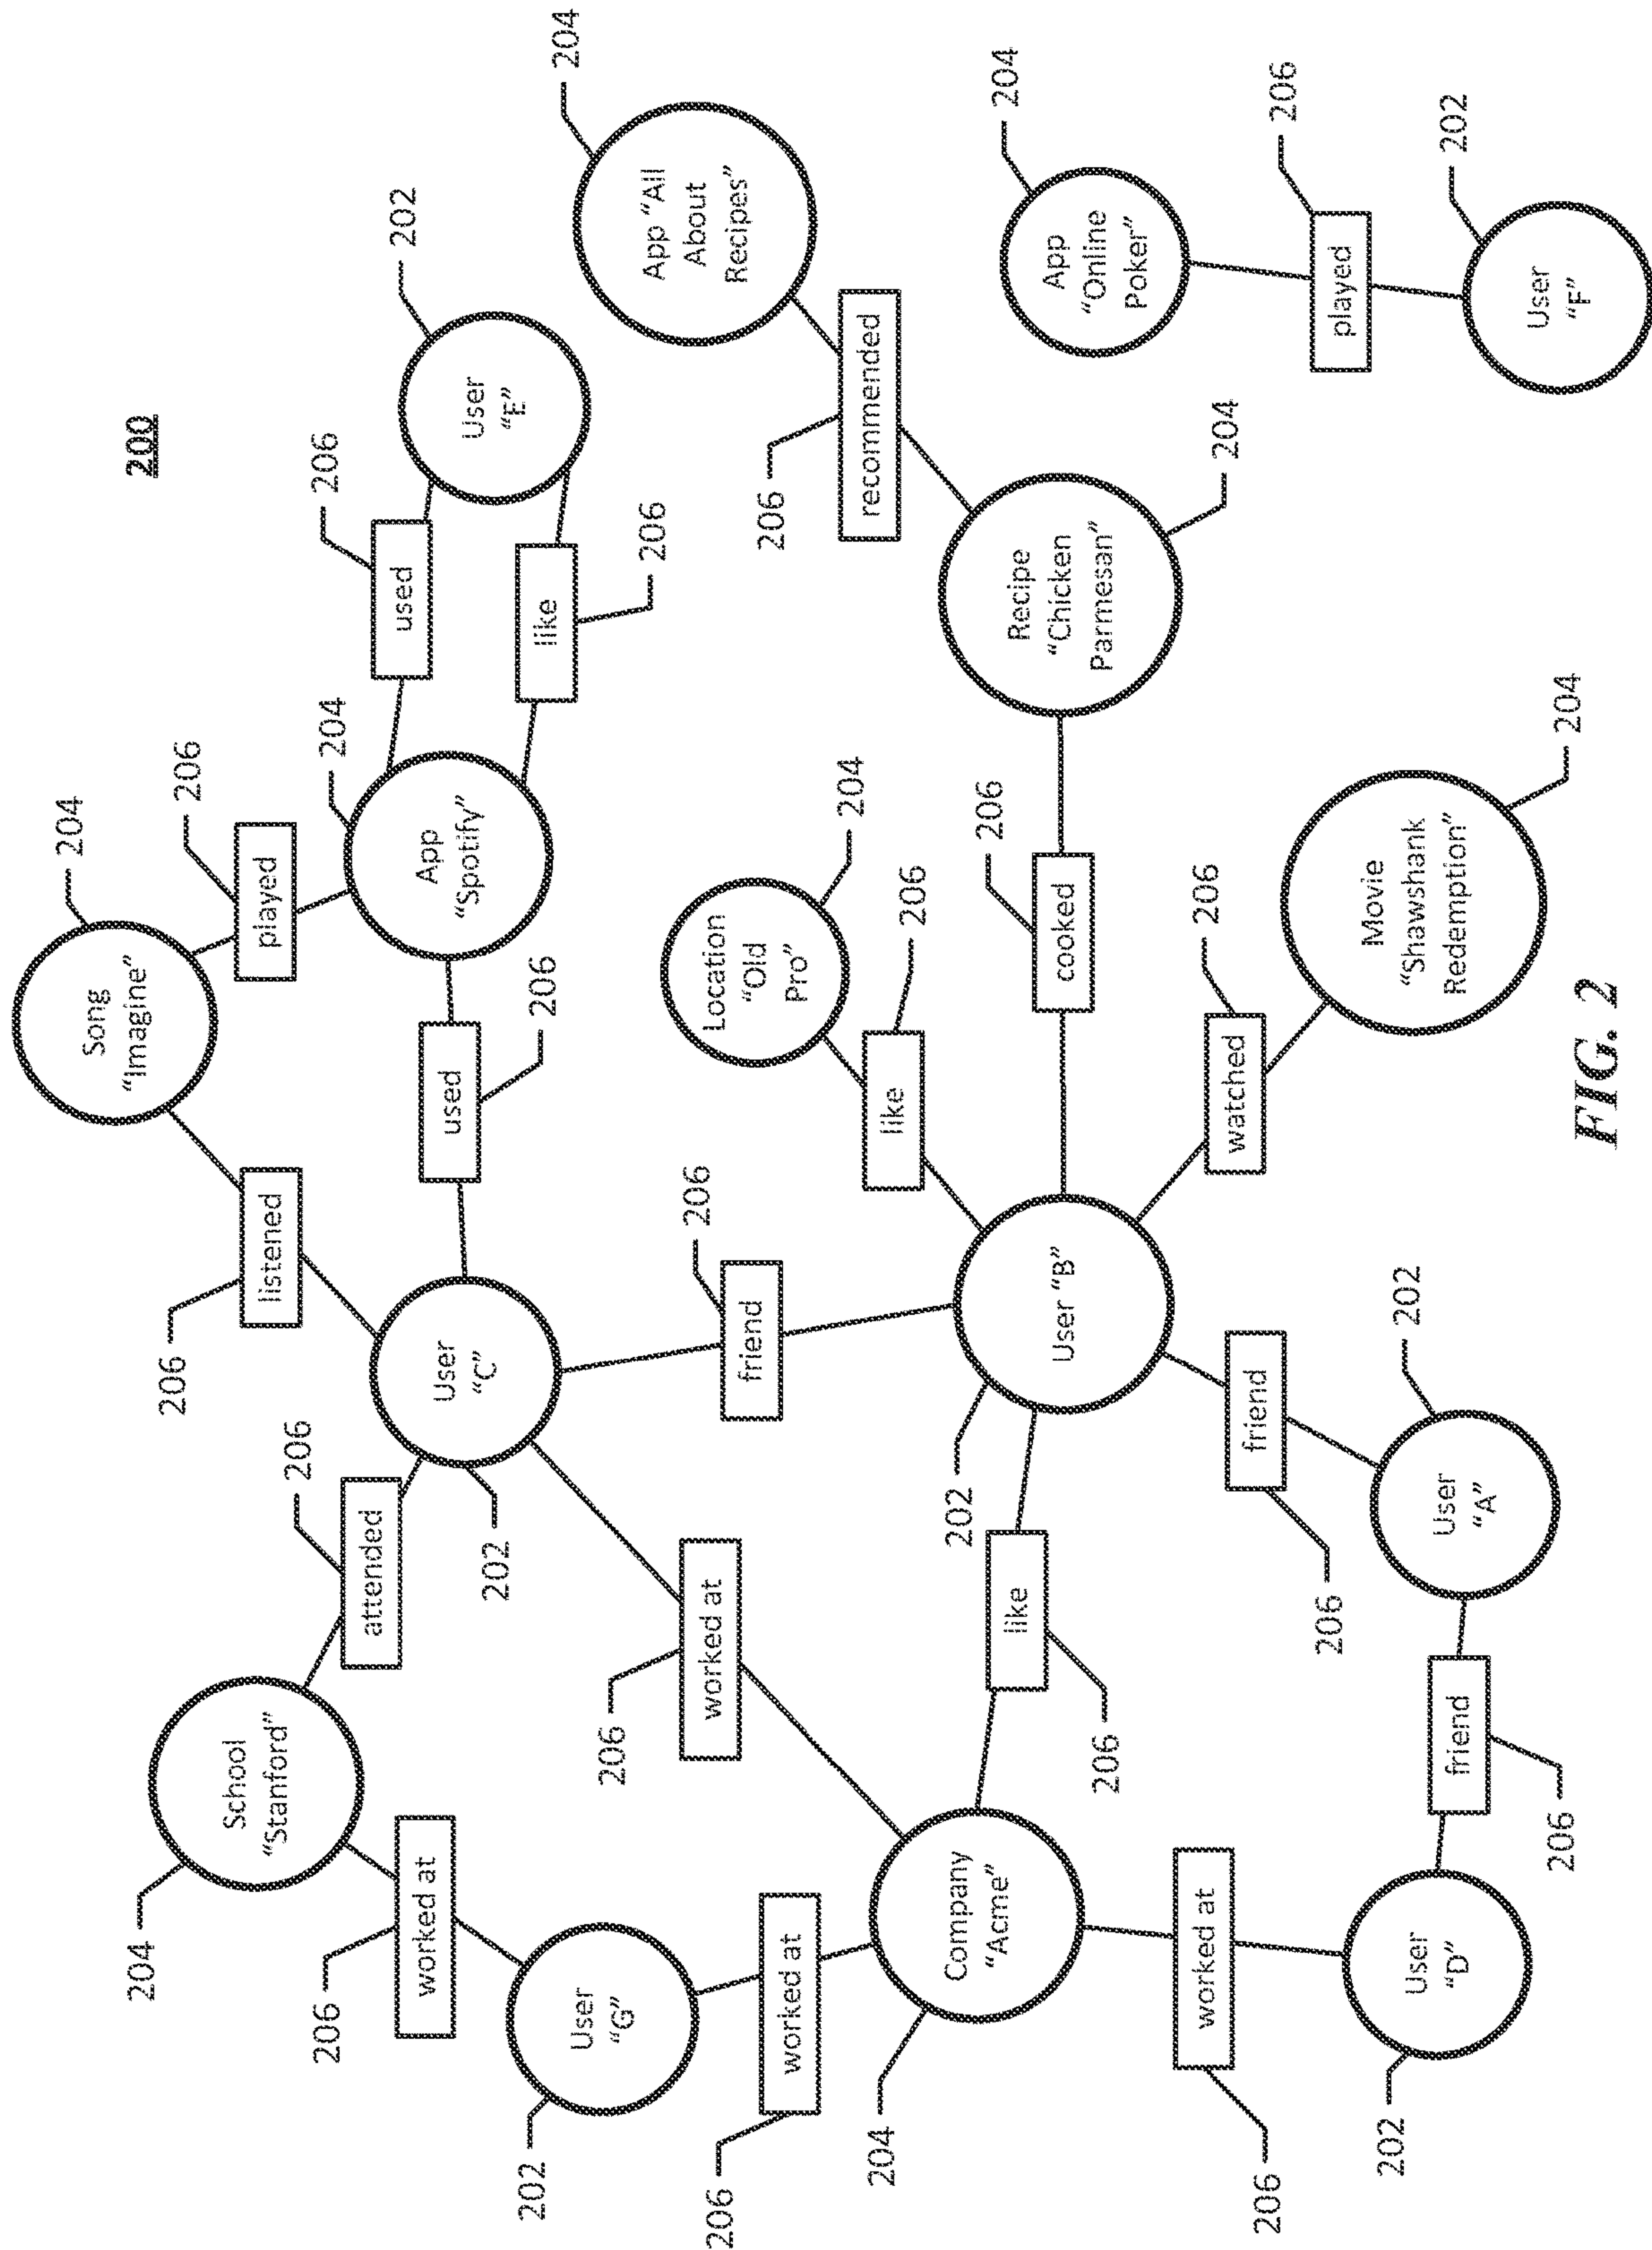 200
204
Song
"Imagine"
204
School
"Stanford"
206
listened
206
played
206
attended
206
worked at
206
used
202
User
"E"
204
App
"Spotify"
User
"C"
202
used
206
like
206
202
User
"G"
204
App "All
About
Recipes"
206
worked at
friend
206
Location
"Old
Pro"
204
206
worked at
like
206
206
recommended
204
Company
"Acme"
like
206
202
User "B"
206
cooked
Recipe
"Chicken
Parmesan"
204
App
"Online
Poker"
204
206
worked at
friend
206
watched
206
played
206
202
User
"D"
friend
206
User
"A"
202
Movie
"Shawshank
Redemption"
204
User
"F"
202
FIG. 2